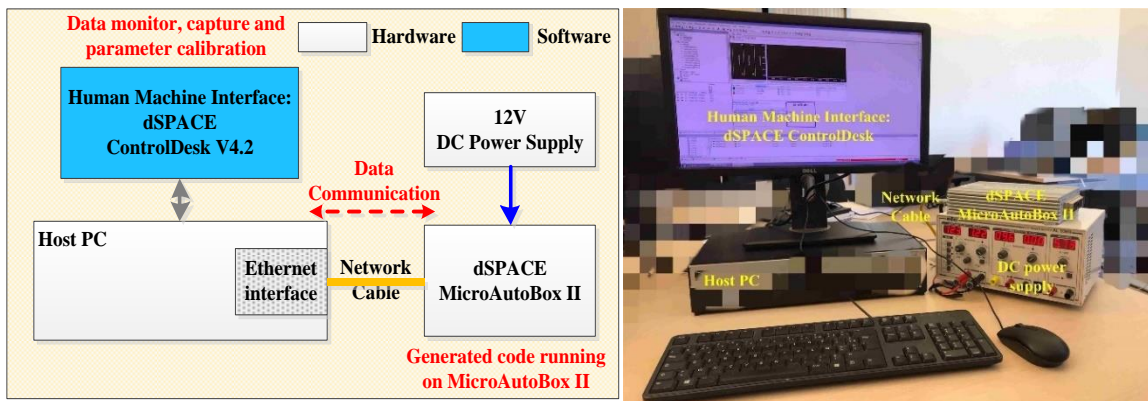 Data monitor, capture and
parameter calibration
Hardware
Software
Human Machine Interface:
dSPACE
ControlDesk V4.2
12V
DC Power Supply
Data
Communication
Host PC
Ethernet
interface
Network
Cable
dSPACE
MicroAutoBox II
Generated code running
on MicroAutoBox II
Human Machine Interface:
dSPACE ControlDesk
DELL
Network
Cable
dSPACE
MicroAutoBox II
Host PC
DC power
supply